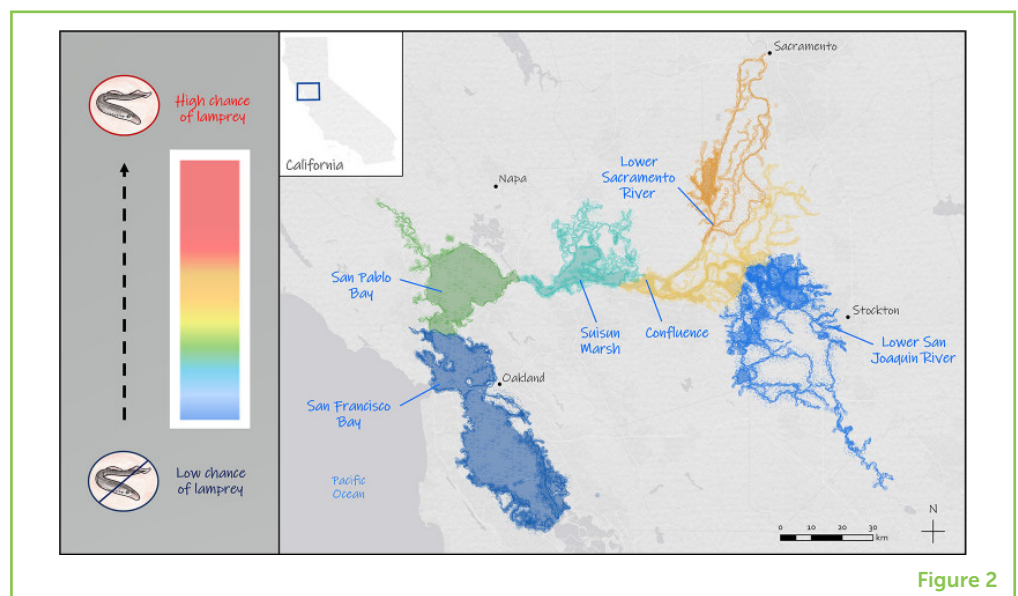 High chance
of lamprey
Low chance
of lamprey
California
Sacramento
Napa
Lower
Sacramento
River
San Pablo
Bay
Suisun
Marsh
Confluence
Stockton
Lower San
Joaquin River
Oakland
San Francisco
Bay
Pacific
Ocean
N
0 10 20 30
km
Figure 2